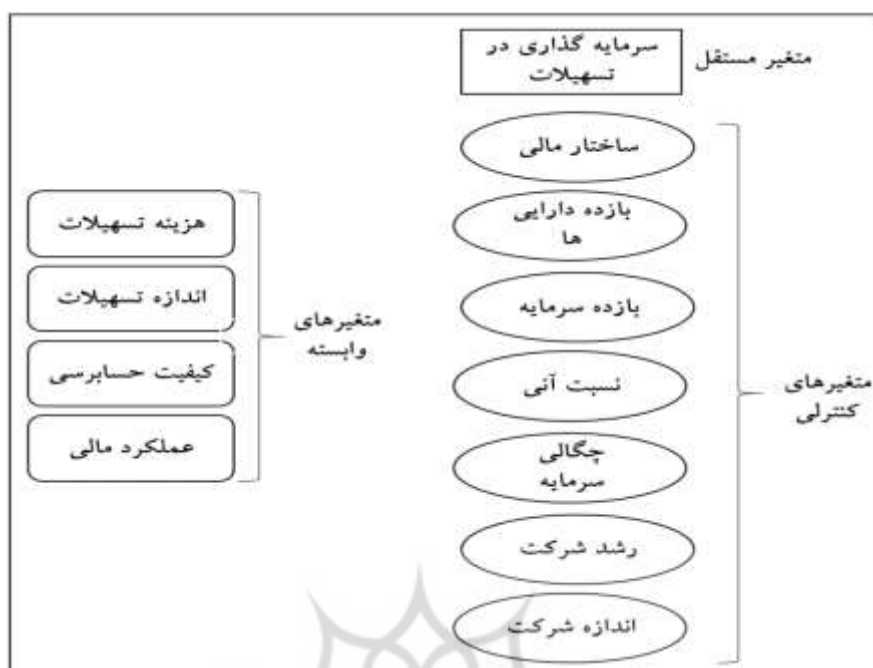 متغیر مستقل
سرمایه گذاری در
تسهیلات
متغیرهای
کنترلی
ساختار مالی
بازده دارایی
ها
بازده سرمایه
نسبت آنی
چگالی
سرمایه
رشد شرکت
اندازه شرکت
متغیرهای
وابسته
هزینه تسهیلات
اندازه تسهیلات
کیفیت حسابرسی
عملکرد مالی